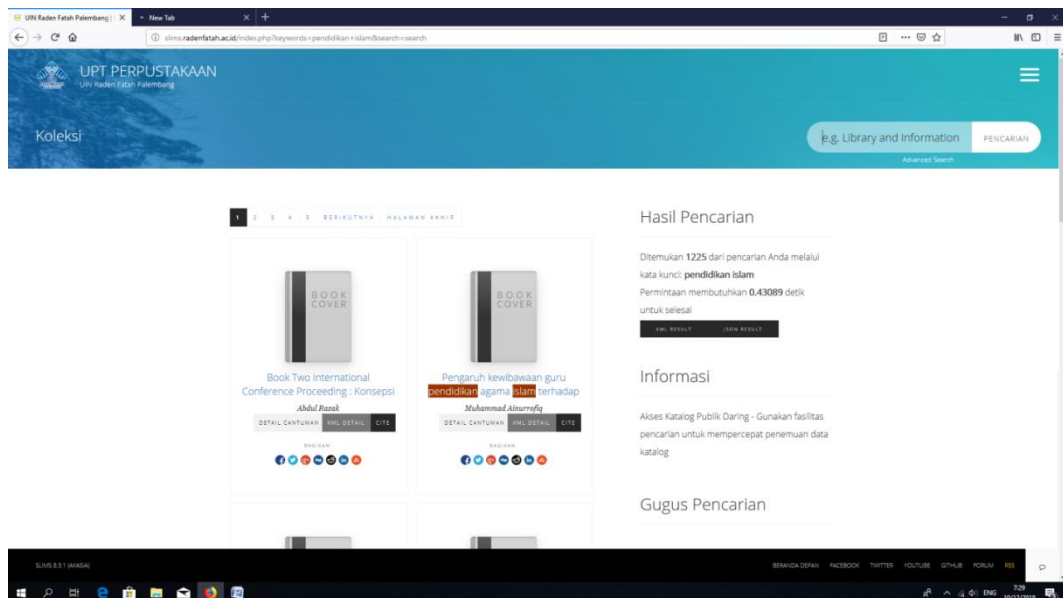 UIN Raden Fatah Palembang |
New Tab
slims.radenfatah.ac.id/index.php?keywords=pendidikan+islam&search=search
UPT PERPUSTAKAAN
UIN Raden Fatah Palembang
Koleksi
e.g. Library and Information
PENCARIAN
Advanced Search
1 2 3 4 5 BERIKUTNYA HALAMAN AKHIR
BOOK
COVER
Book Two International
Conference Proceeding : Konsepsi
Abdul Razak
DETAIL CANTUMAN XML DETAIL CITE
BAGIKAN:
BOOK
COVER
Pengaruh kewibawaan guru
pendidikan agama islam terhadap
Muhammad Ainurrofiq
DETAIL CANTUMAN XML DETAIL CITE
BAGIKAN:
Hasil Pencarian
Ditemukan 1225 dari pencarian Anda melalui
kata kunci: pendidikan islam
Permintaan membutuhkan 0.43089 detik
untuk selesai
XML RESULT JSON RESULT
Informasi
Akses Katalog Publik Daring - Gunakan fasilitas
pencarian untuk mempercepat penemuan data
katalog
Gugus Pencarian
SLIMS 8.3.1 (AKASIA)
BERANDA DEPAN FACEBOOK TWITTER YOUTUBE GITHUB FORUM RSS
ENG
7:29
10/12/2018